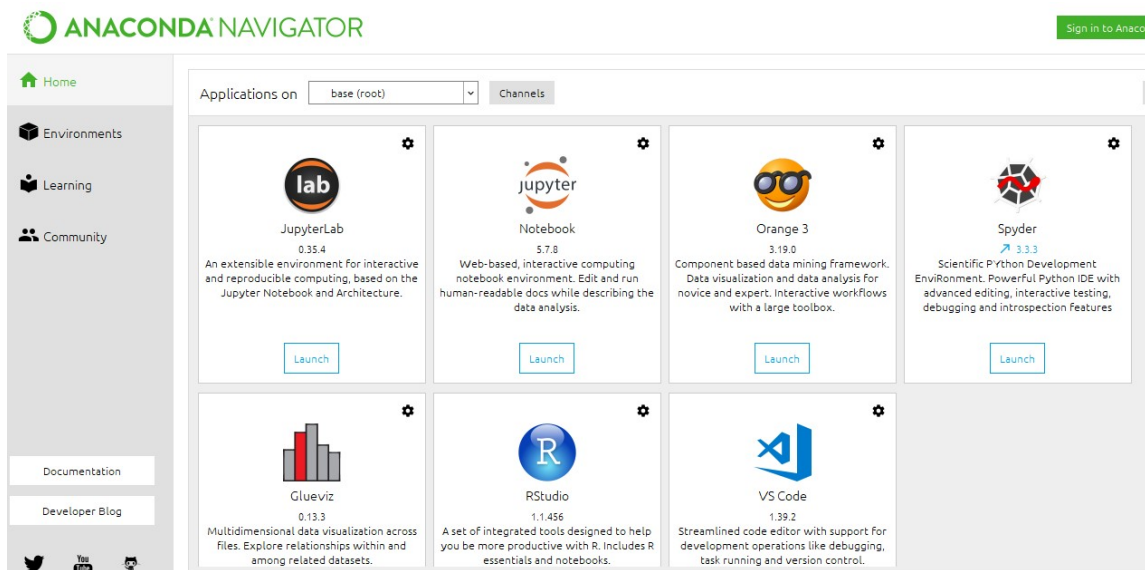 ANACONDA NAVIGATOR
Sign in to Anaco
Home
Environments
Learning
Community
Documentation
Developer Blog
You
Tube
Applications on
base (root)
Channels
lab
JupyterLab
0.35.4
An extensible environment for interactive
and reproducible computing, based on the
Jupyter Notebook and Architecture.
Launch
jupyter
Notebook
5.7.8
Web-based, interactive computing
notebook environment. Edit and run
human-readable docs while describing the
data analysis.
Launch
Orange 3
3.19.0
Component based data mining framework.
Data visualization and data analysis for
novice and expert. Interactive workflows
with a large toolbox.
Launch
Spyder
3.3.3
Scientific PYthon Development
EnviRonment. Powerful Python IDE with
advanced editing, interactive testing,
debugging and introspection features
Launch
Glueviz
0.13.3
Multidimensional data visualization across
files. Explore relationships within and
among related datasets.
R
RStudio
1.1.456
A set of integrated tools designed to help
you be more productive with R. Includes R
essentials and notebooks.
VS Code
1.39.2
Streamlined code editor with support for
development operations like debugging,
task running and version control.